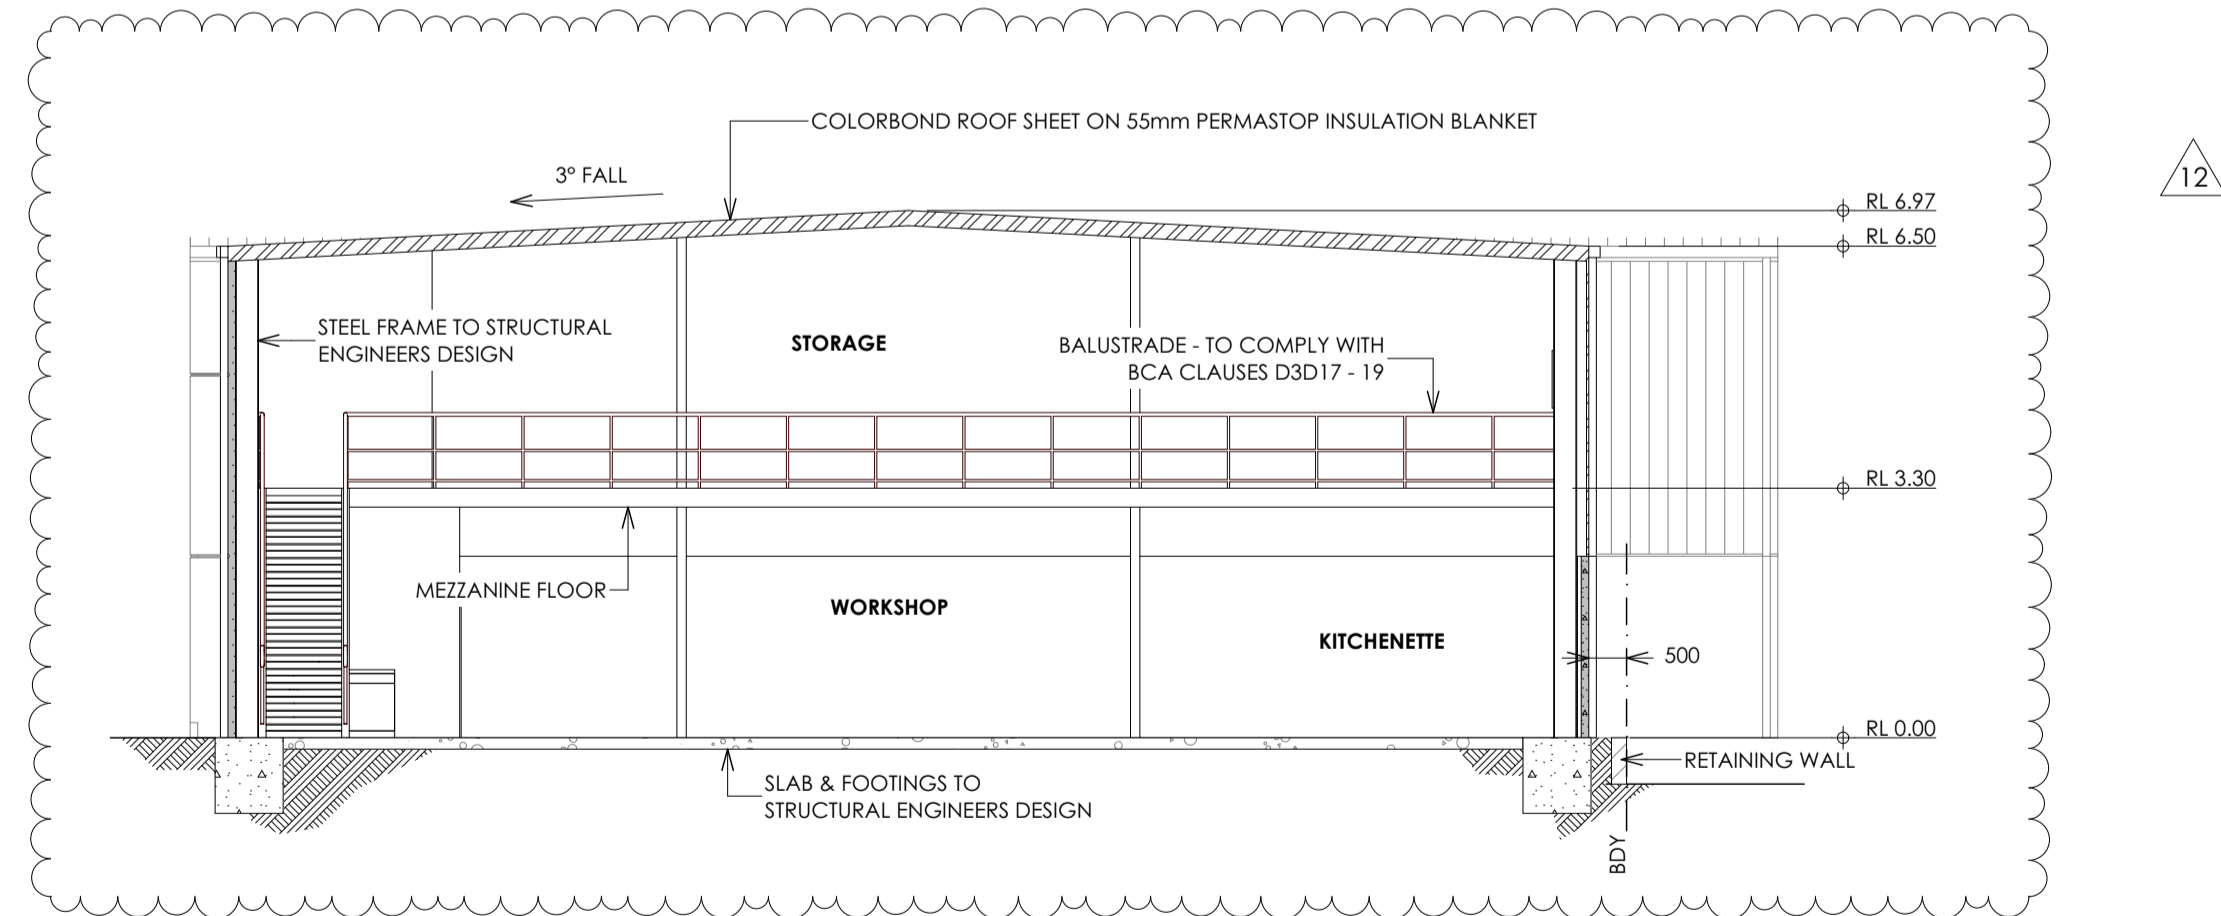 COLORBOND ROOF SHEET ON 55mm PERMASTOP INSULATION BLANKET
3° FALL
12
RL 6.97
RL 6.50
STEEL FRAME TO STRUCTURAL
ENGINEERS DESIGN
STORAGE
BALUSTRADE - TO COMPLY WITH
BCA CLAUSES D3D17 - 19
RL 3.30
MEZZANINE FLOOR
WORKSHOP
KITCHENETTE
500
RL 0.00
RETAINING WALL
SLAB & FOOTINGS TO
STRUCTURAL ENGINEERS DESIGN
BDY